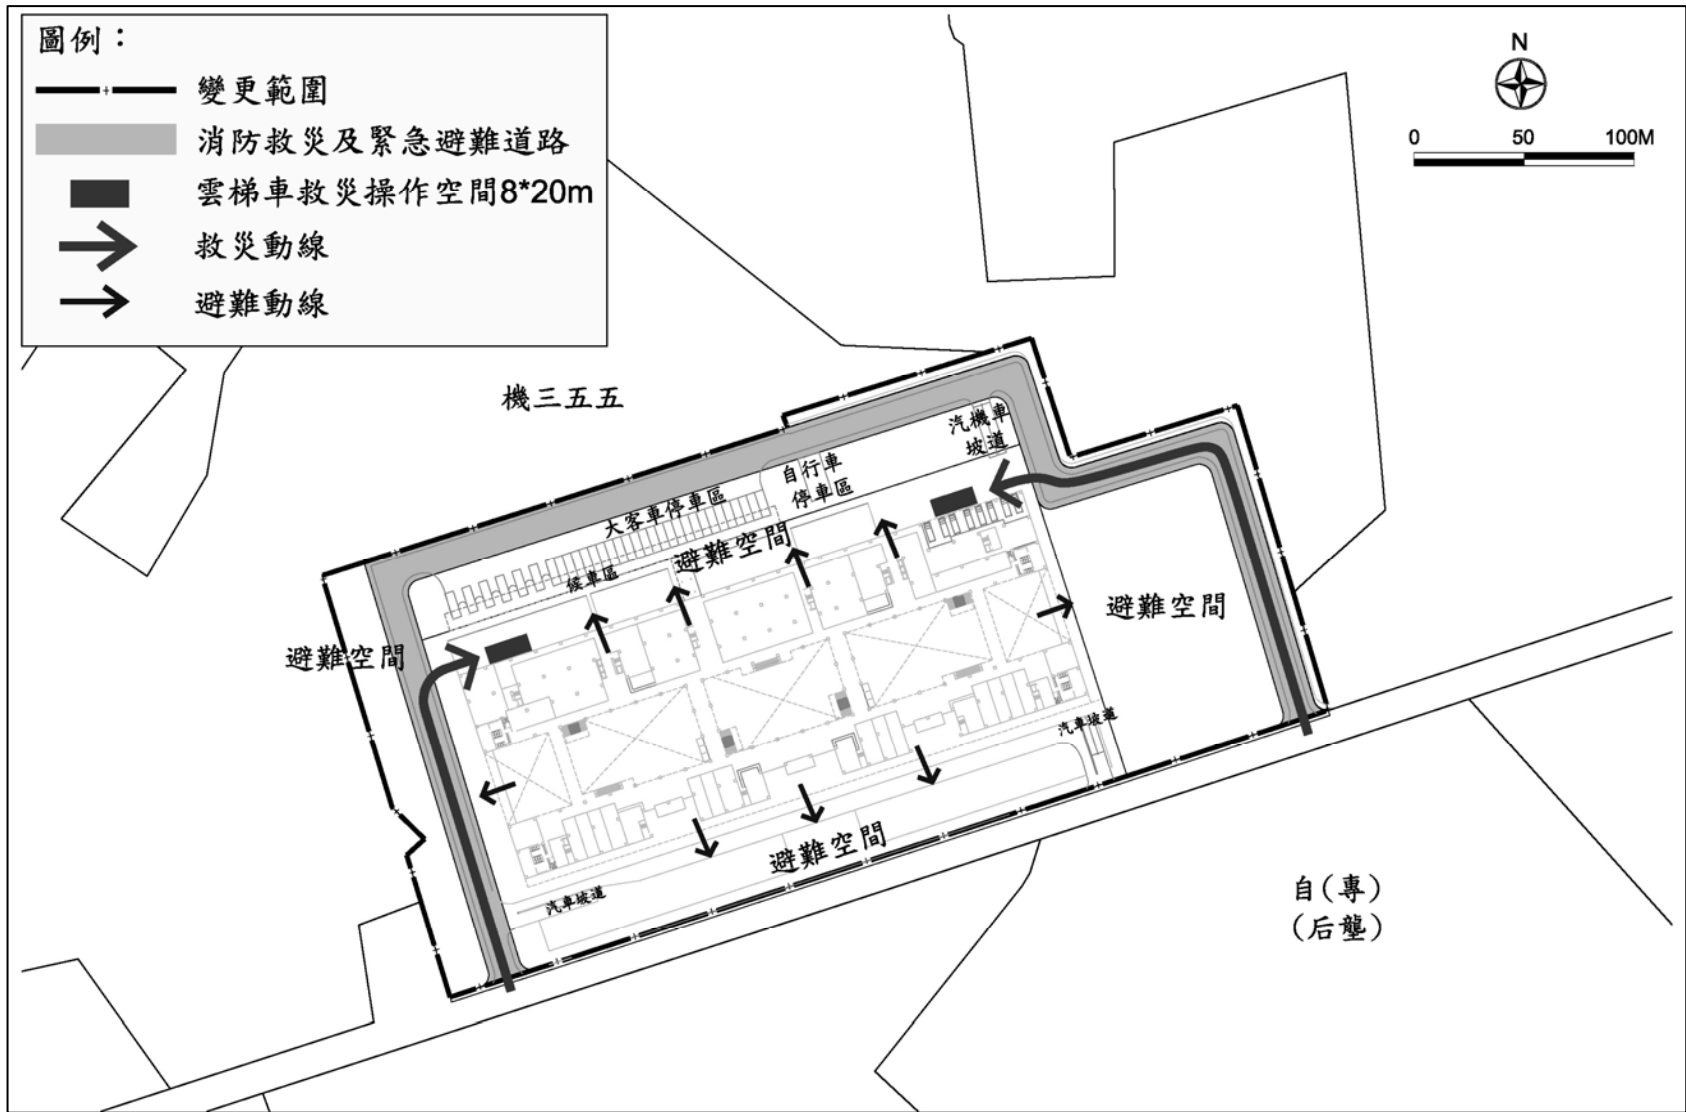 圖例：
變更範圍
消防救災及緊急避難道路
雲梯車救災操作空間8*20m
救災動線
避難動線
N
0 50 100M
機三五五
汽機車
坡道
自行車
停車區
大客車停車區
避難空間
候車區
避難空間
避難空間
汽車坡道
避難空間
汽車坡道
自(專)
(后壟)